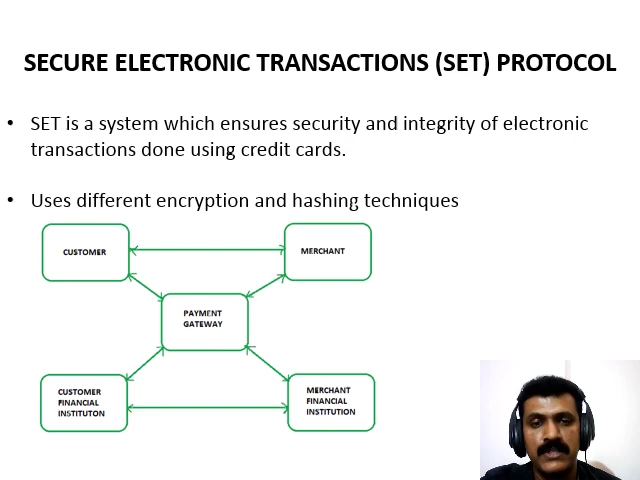 SECURE ELECTRONIC TRANSACTIONS (SET) PROTOCOL
• SET is a system which ensures security and integrity of electronic
transactions done using credit cards.
• Uses different encryption and hashing techniques
CUSTOMER
MERCHANT
PAYMENT
GATEWAY
CUSTOMER
FINANCIAL
INSTITUTON
MERCHANT
FINANCIAL
INSTITUTION